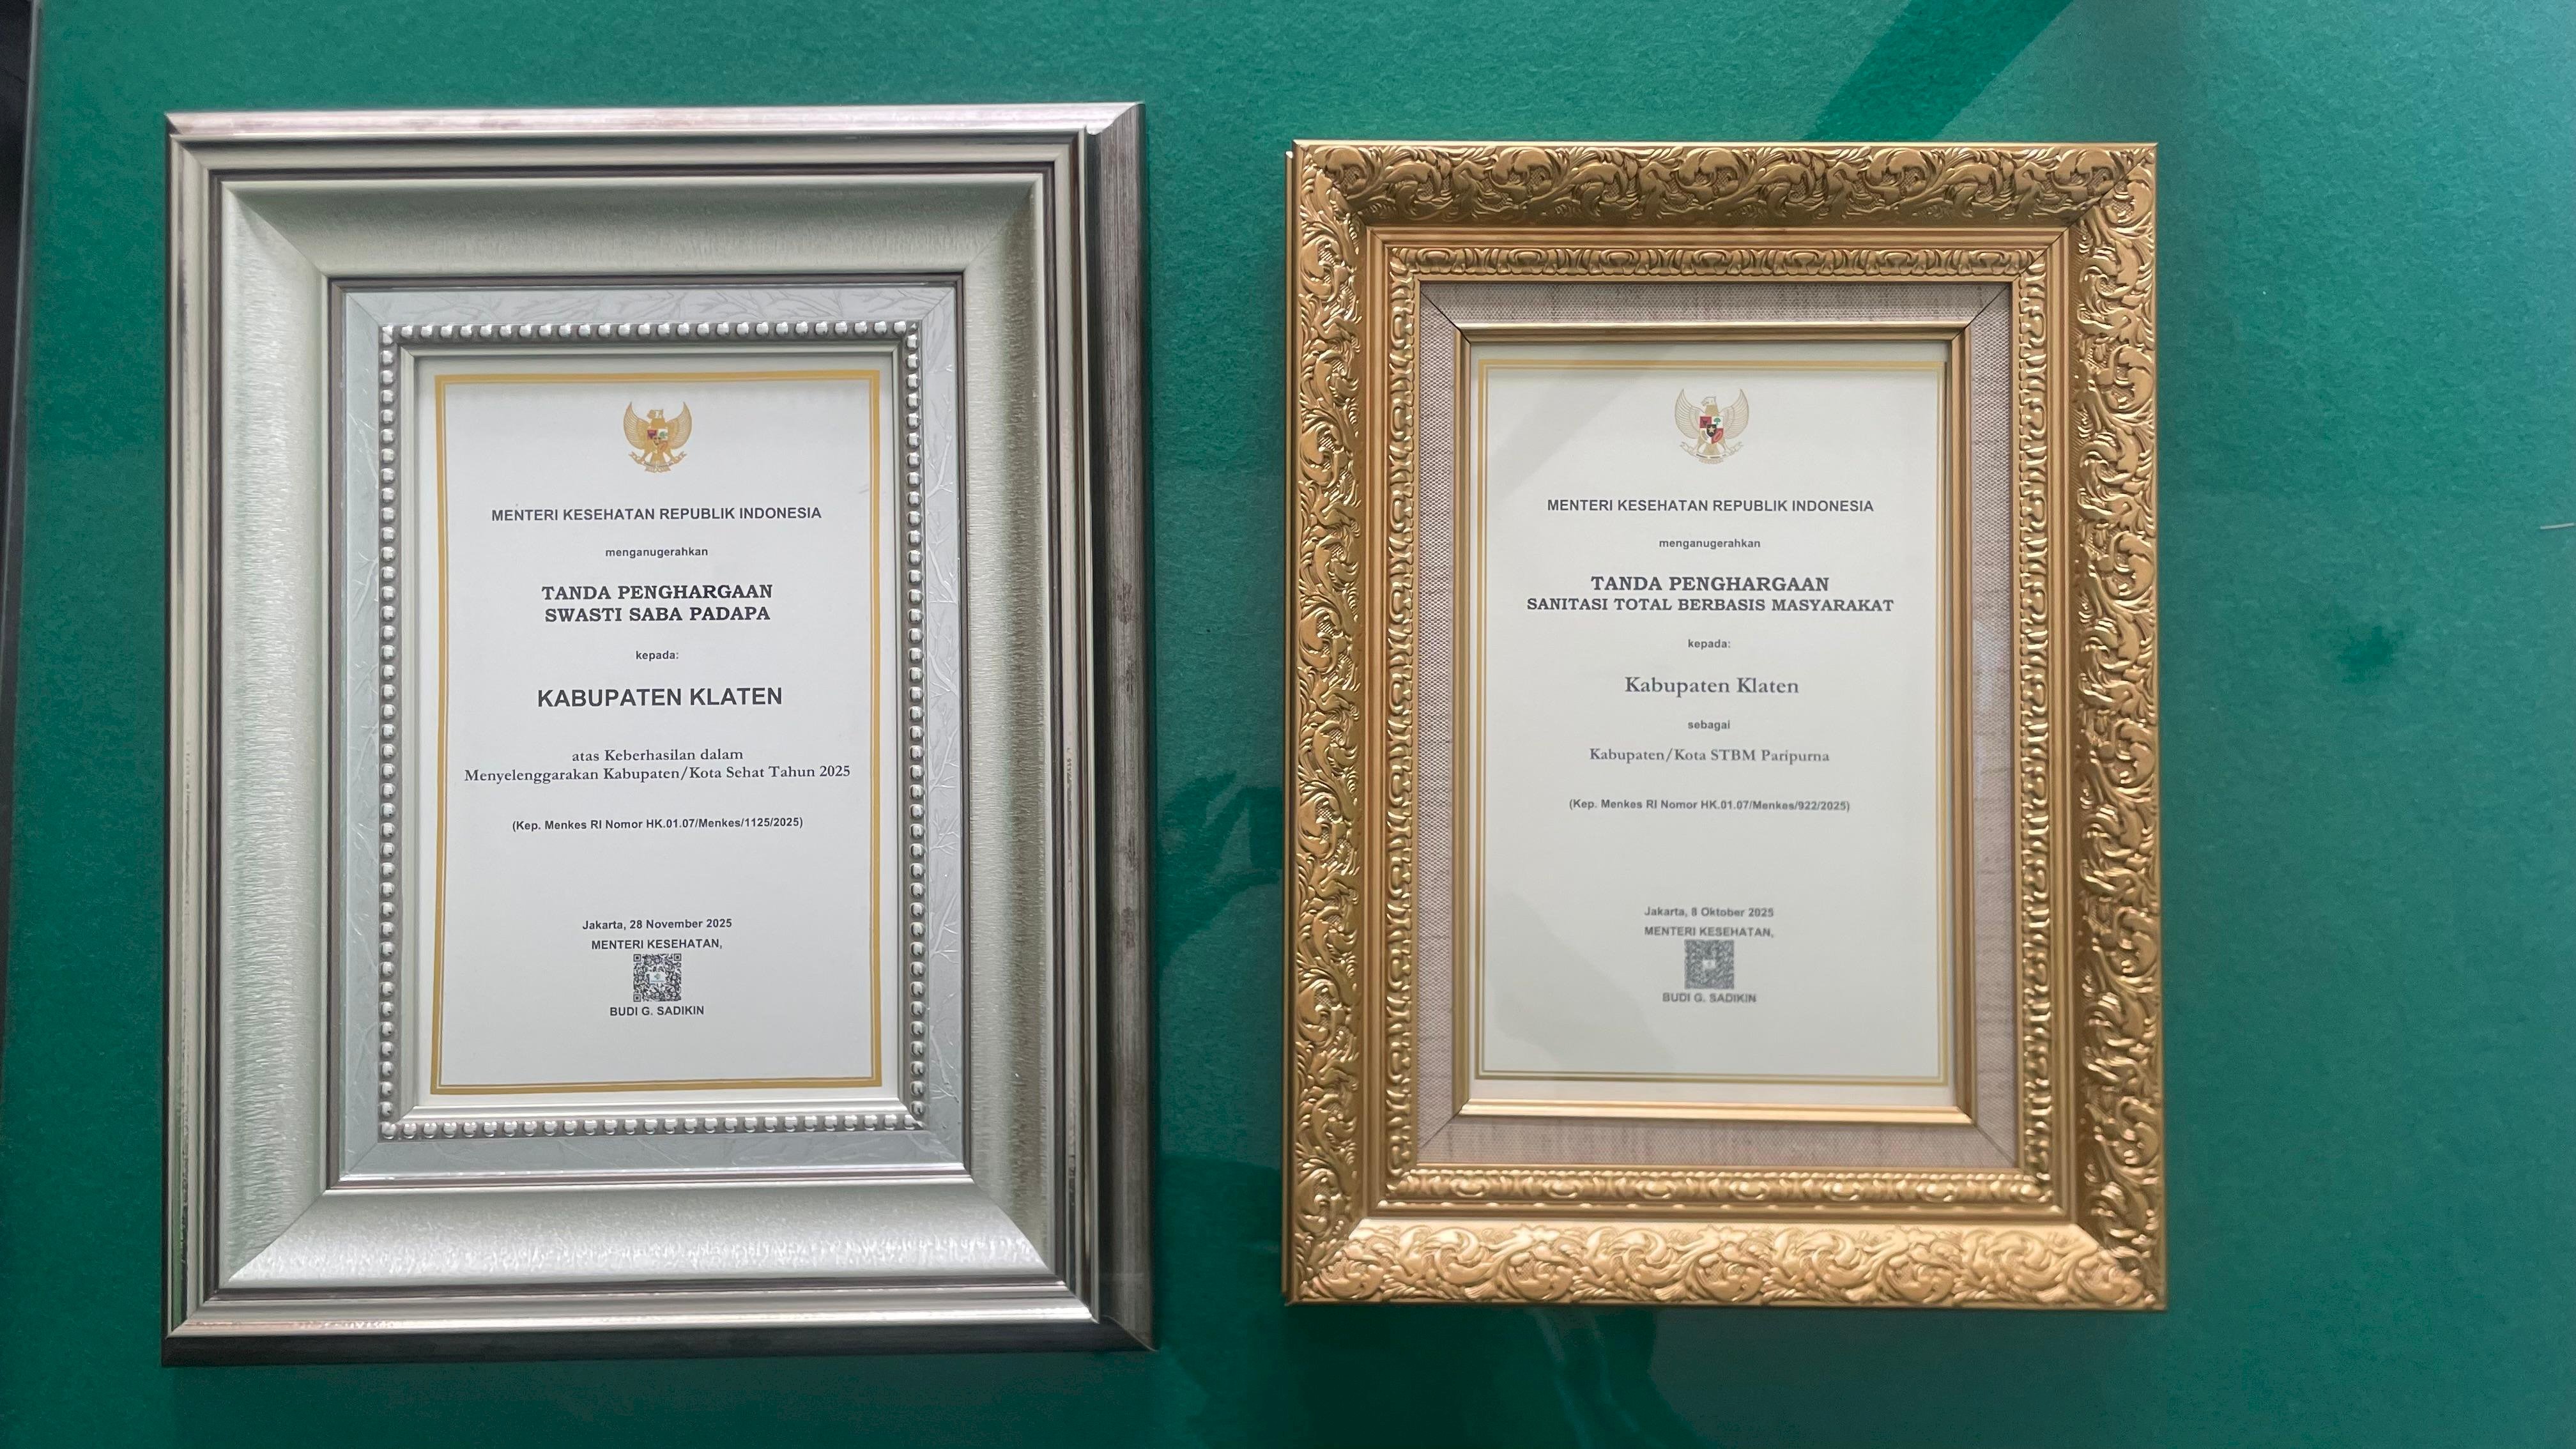 MENTERI KESEHATAN REPUBLIK INDONESIA
menganugerahkan
TANDA PENGHARGAAN
SWASTI SABA PADAPA
kepada:
KABUPATEN KLATEN
atas Keberhasilan dalam
Menyelenggarakan Kabupaten/Kota Sehat Tahun 2025
(Kep. Menkes RI Nomor HK.01.07/Menkes/1125/2025)
Jakarta, 28 November 2025
MENTERI KESEHATAN,
BUDI G. SADIKIN
MENTERI KESEHATAN REPUBLIK INDONESIA
menganugerahkan
TANDA PENGHARGAAN
SANITASI TOTAL BERBASIS MASYARAKAT
kepada:
Kabupaten Klaten
sebagai
Kabupaten/Kota STBM Paripurna
(Kep. Menkes RI Nomor HK.01.07/Menkes/922/2025)
Jakarta, 8 Oktober 2025
MENTERI KESEHATAN,
BUDI G. SADIKIN